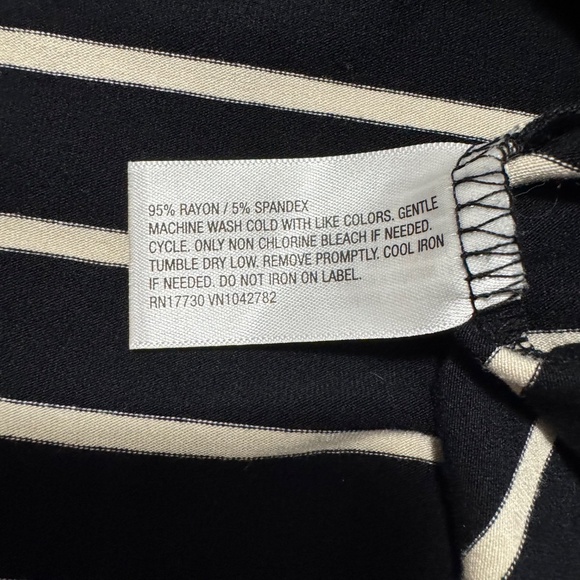 95% RAYON / 5% SPANDEX
MACHINE WASH COLD WITH LIKE COLORS. GENTLE
CYCLE. ONLY NON CHLORINE BLEACH IF NEEDED.
TUMBLE DRY LOW. REMOVE PROMPTLY. COOL IRON
IF NEEDED. DO NOT IRON ON LABEL.
RN17730 VN1042782